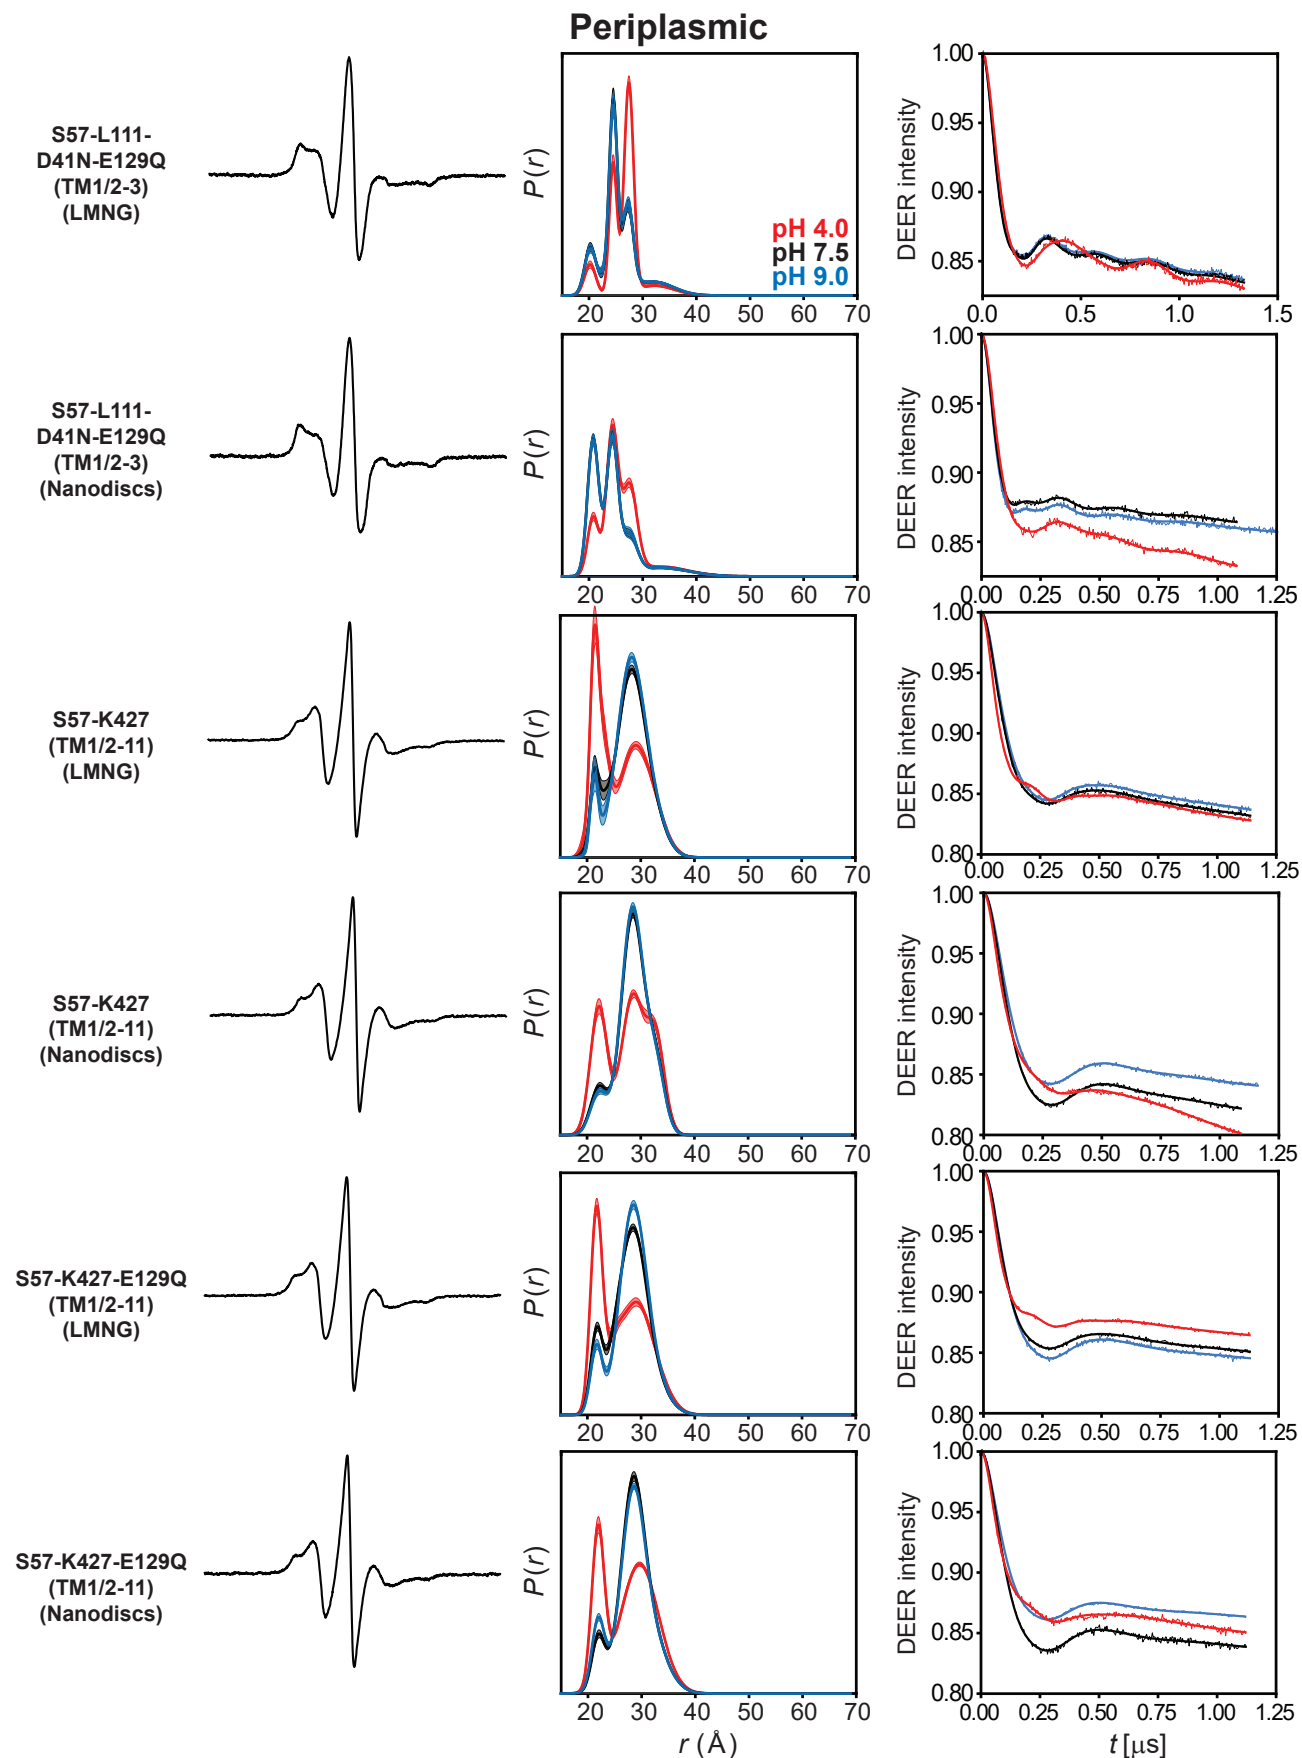 Periplasmic
S57-L111-
D41N-E129Q
(TM1/2-3)
(LMNG)
P(r)
pH 4.0
pH 7.5
pH 9.0
20 30 40 50 60 70
DEER intensity
1.00
0.95
0.90
0.85
0.0 0.5 1.0 1.5
S57-L111-
D41N-E129Q
(TM1/2-3)
(Nanodiscs)
P(r)
20 30 40 50 60 70
DEER intensity
1.00
0.95
0.90
0.85
0.00 0.25 0.50 0.75 1.00 1.25
S57-K427
(TM1/2-11)
(LMNG)
P(r)
20 30 40 50 60 70
DEER intensity
1.00
0.95
0.90
0.85
0.80
0.00 0.25 0.50 0.75 1.00 1.25
S57-K427
(TM1/2-11)
(Nanodiscs)
P(r)
20 30 40 50 60 70
DEER intensity
1.00
0.95
0.90
0.85
0.80
0.00 0.25 0.50 0.75 1.00 1.25
S57-K427-E129Q
(TM1/2-11)
(LMNG)
P(r)
20 30 40 50 60 70
DEER intensity
1.00
0.95
0.90
0.85
0.80
0.00 0.25 0.50 0.75 1.00 1.25
S57-K427-E129Q
(TM1/2-11)
(Nanodiscs)
P(r)
20 30 40 50 60 70
r (Å)
DEER intensity
1.00
0.95
0.90
0.85
0.80
0.00 0.25 0.50 0.75 1.00 1.25
t [μs]